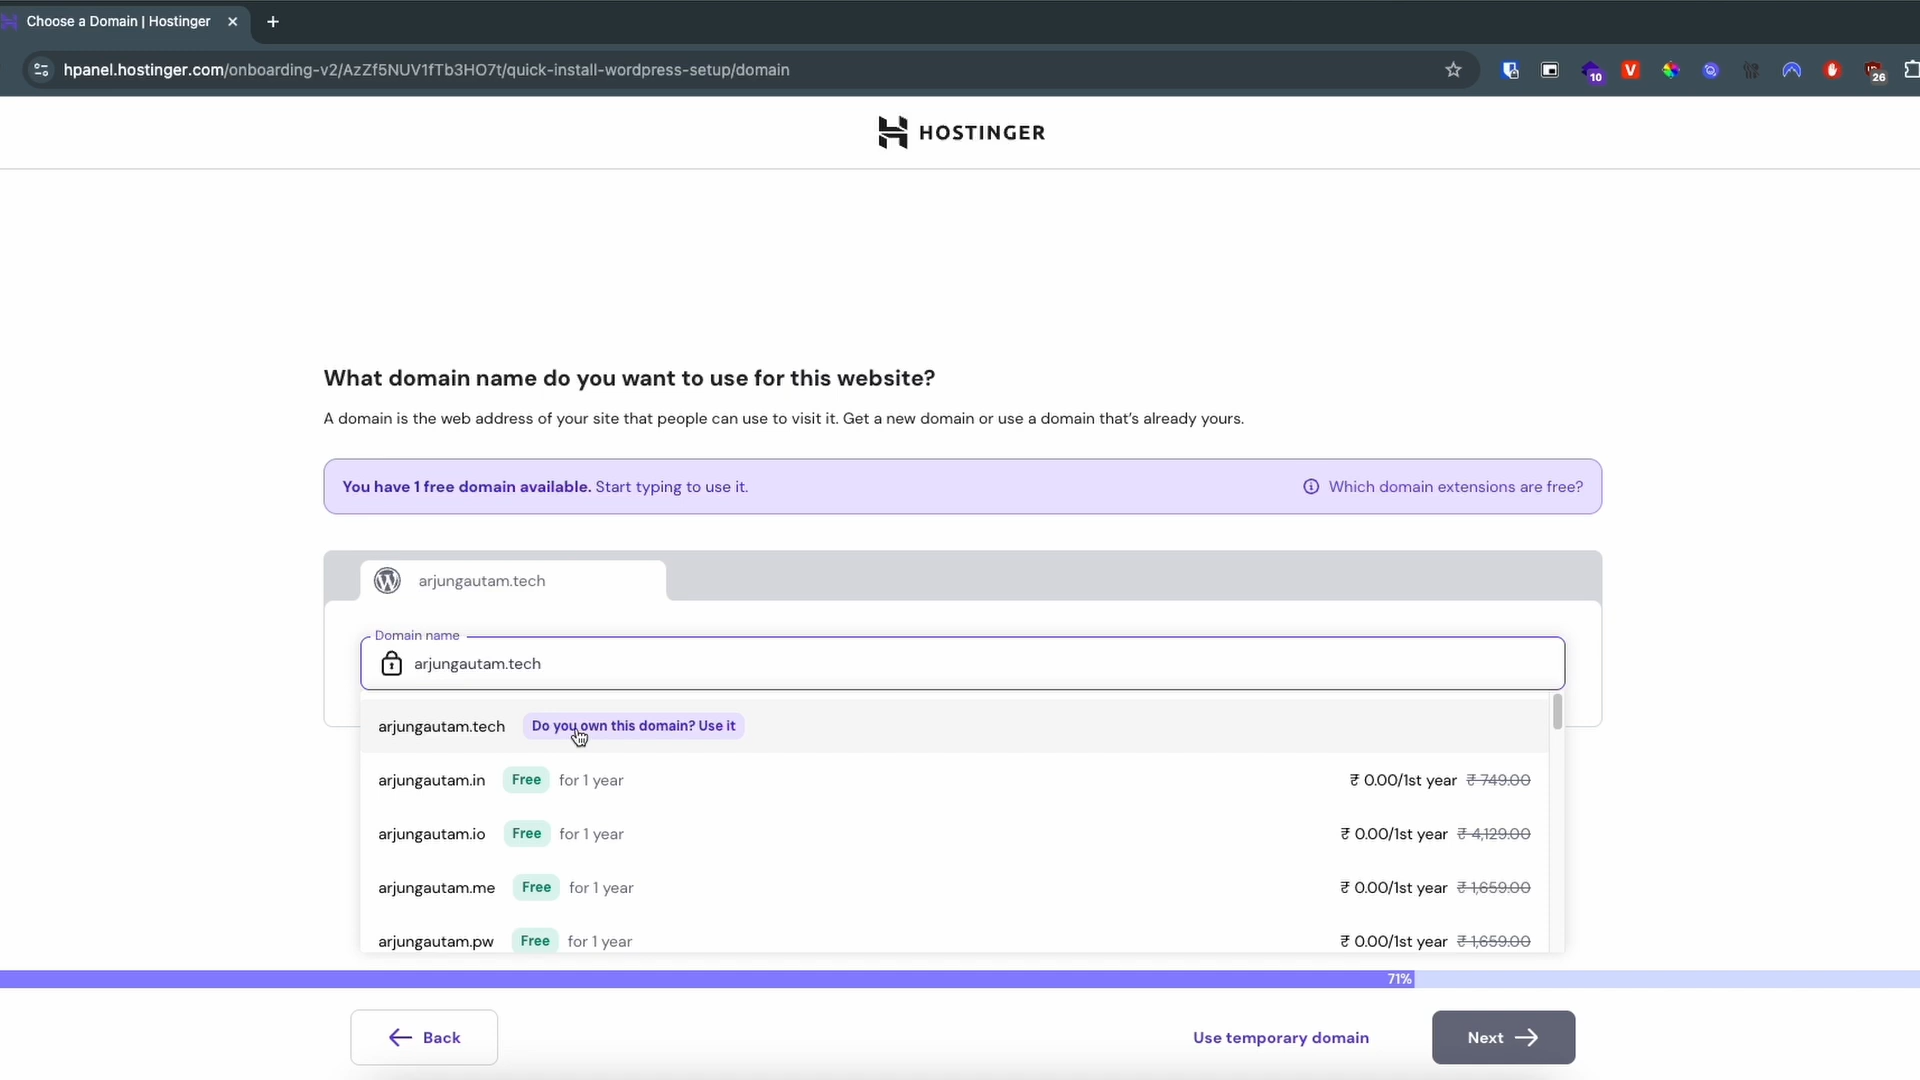 Choose a Domain | Hostinger
hpanel.hostinger.com/onboarding-v2/AzZf5NUV1fTb3HO7t/quick-install-wordpress-setup/domain
10
V
26
HOSTINGER
What domain name do you want to use for this website?
A domain is the web address of your site that people can use to visit it. Get a new domain or use a domain that's already yours.
You have 1 free domain available. Start typing to use it.
Which domain extensions are free?
arjungautam.tech
Domain name
arjungautam.tech
arjungautam.tech Do you own this domain? Use it
arjungautam.in Free for 1 year ₹ 0.00/1st year ₹ 749.00
arjungautam.io Free for 1 year ₹ 0.00/1st year ₹ 4,129.00
arjungautam.me Free for 1 year ₹ 0.00/1st year ₹ 1,659.00
arjungautam.pw Free for 1 year ₹ 0.00/1st year ₹ 1,659.00
71%
Back
Use temporary domain
Next